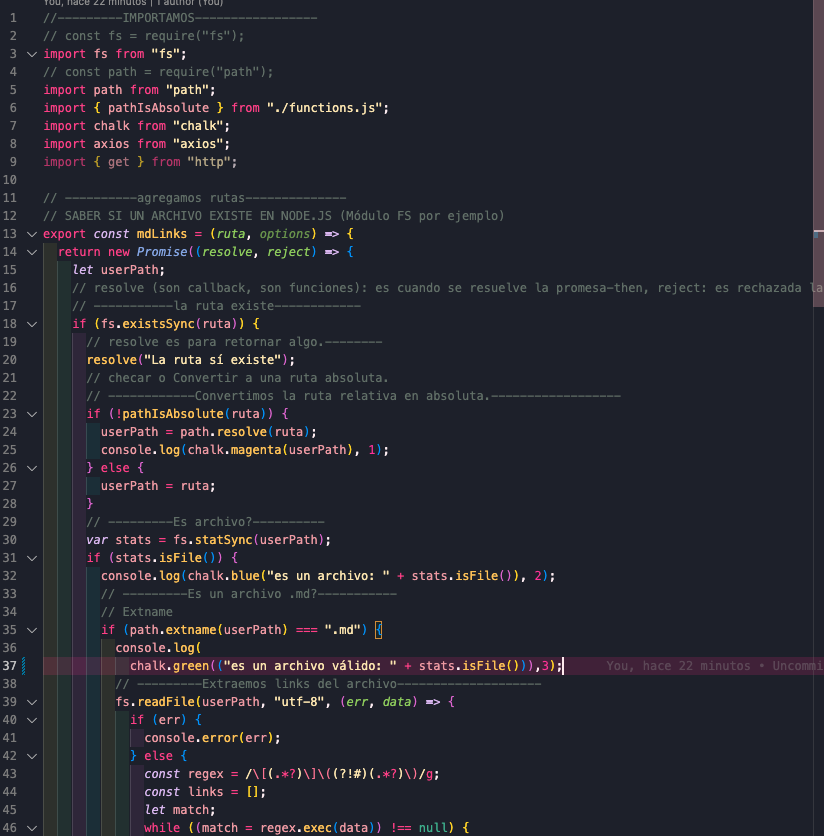 You, hace 22 minutos | 1 author (You)
1 //---------IMPORTAMOS-----------------
2 // const fs = require("fs");
3 import fs from "fs";
4 // const path = require("path");
5 import path from "path";
6 import { pathIsAbsolute } from "./functions.js";
7 import chalk from "chalk";
8 import axios from "axios";
9 import { get } from "http";
10
11 // ----------agregamos rutas--------------
12 // SABER SI UN ARCHIVO EXISTE EN NODE.JS (Módulo FS por ejemplo)
13 export const mdLinks = (ruta, options) => {
14 return new Promise((resolve, reject) => {
15 let userPath;
16 // resolve (son callback, son funciones): es cuando se resuelve la promesa-then, reject: es rechazada la
17 // -----------la ruta existe------------
18 if (fs.existsSync(ruta)) {
19 // resolve es para retornar algo.--------
20 resolve("La ruta sí existe");
21 // checar o Convertir a una ruta absoluta.
22 // ------------Convertimos la ruta relativa en absoluta.------------------
23 if (!pathIsAbsolute(ruta)) {
24 userPath = path.resolve(ruta);
25 console.log(chalk.magenta(userPath), 1);
26 } else {
27 userPath = ruta;
28 }
29 // ---------Es archivo?----------
30 var stats = fs.statSync(userPath);
31 if (stats.isFile()) {
32 console.log(chalk.blue("es un archivo: " + stats.isFile()), 2);
33 // ---------Es un archivo .md?-----------
34 // Extname
35 if (path.extname(userPath) === ".md") {
36 console.log(
37 chalk.green(("es un archivo válido: " + stats.isFile())),3); You, hace 22 minutos • Uncommi
38 // ---------Extraemos links del archivo--------------------
39 fs.readFile(userPath, "utf-8", (err, data) => {
40 if (err) {
41 console.error(err);
42 } else {
43 const regex = /\[(.*?)\]\((?!#)(.*?)\)/g;
44 const links = [];
45 let match;
46 while ((match = regex.exec(data)) !== null) {